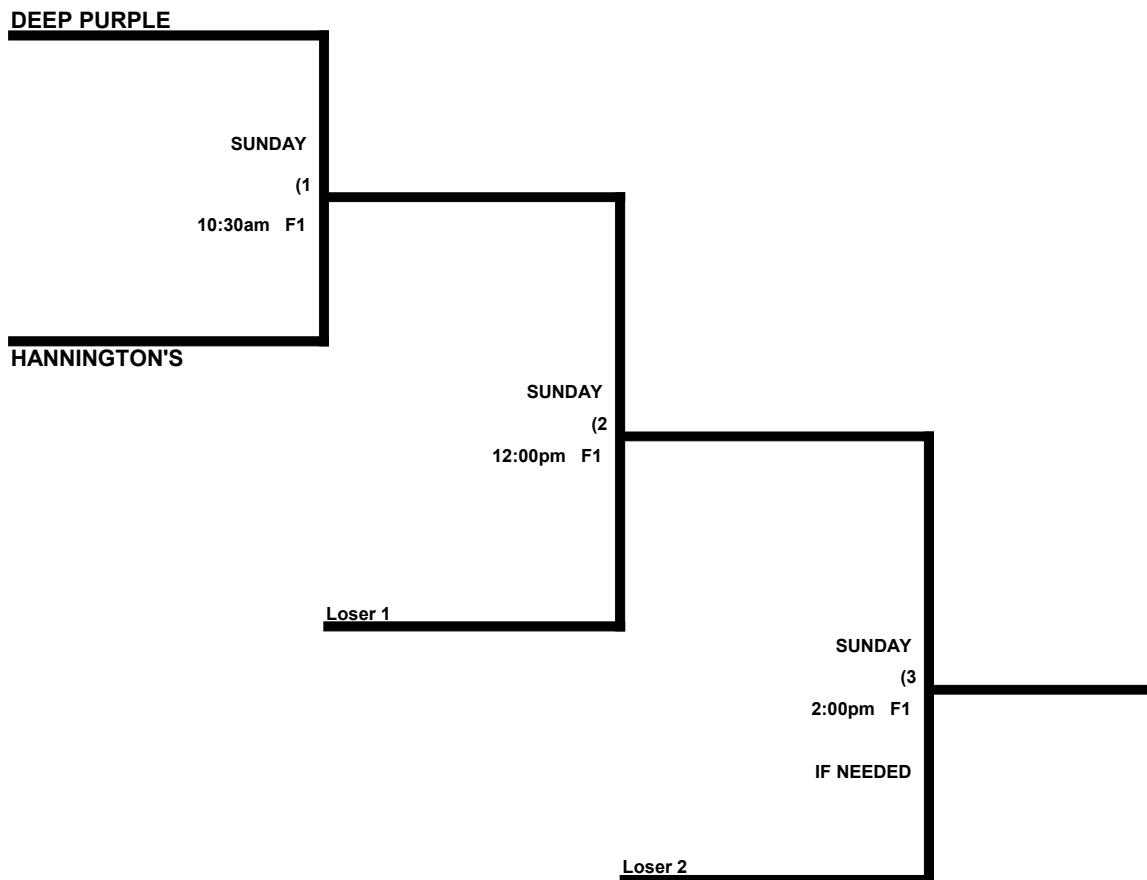 DEEP PURPLE
SUNDAY
(1
10:30am F1
HANNINGTON'S
SUNDAY
(2
12:00pm F1
Loser 1
SUNDAY
(3
2:00pm F1
IF NEEDED
Loser 2